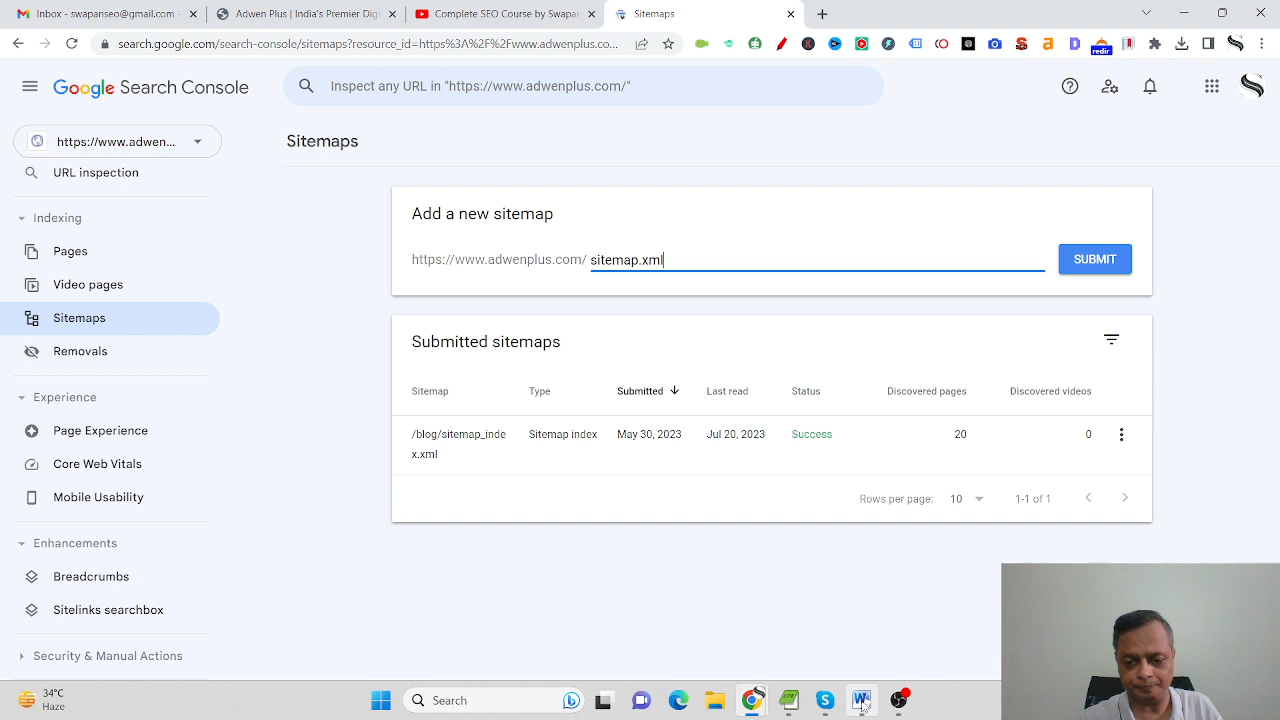 Inbox - swapanseo@gmail.com -
Adwen Plus | India's Premier Digi
Complete SEO Course by Swapan
Sitemaps
search.google.com/search-console/sitemaps?resource_id=https%3A%2F%2Fwww.adwenplus.co...
redir
Google Search Console
Inspect any URL in "https://www.adwenplus.com/"
https://www.adwen...
Sitemaps
URL inspection
Indexing
Pages
Video pages
Sitemaps
Removals
Experience
Page Experience
Core Web Vitals
Mobile Usability
Enhancements
Breadcrumbs
Sitelinks searchbox
Security & Manual Actions
Add a new sitemap
https://www.adwenplus.com/ sitemap.xml
SUBMIT
Submitted sitemaps
Sitemap Type Submitted Last read Status Discovered pages Discovered videos
/blog/sitemap_inde Sitemap index May 30, 2023 Jul 20, 2023 Success 20 0
x.xml
Rows per page: 10 1-1 of 1
34°C
Haze
Search